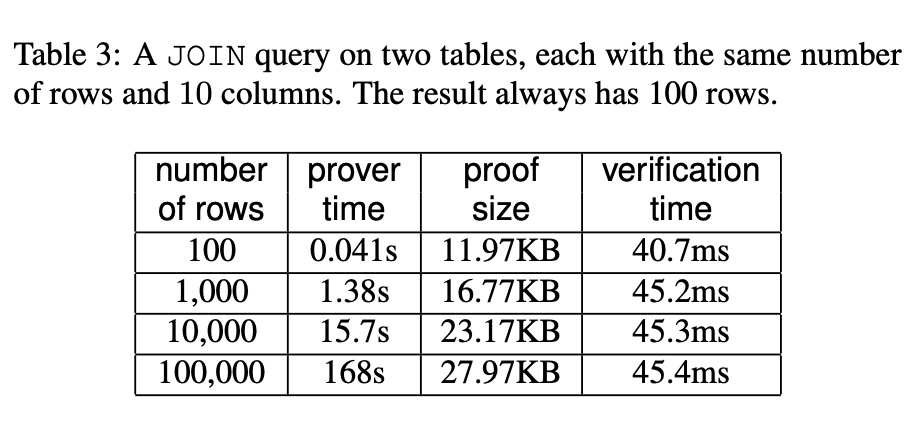 Table 3: A JOIN query on two tables, each with the same number
of rows and 10 columns. The result always has 100 rows.
number of rows | prover time | proof size | verification time
100 | 0.041s | 11.97KB | 40.7ms
1,000 | 1.38s | 16.77KB | 45.2ms
10,000 | 15.7s | 23.17KB | 45.3ms
100,000 | 168s | 27.97KB | 45.4ms